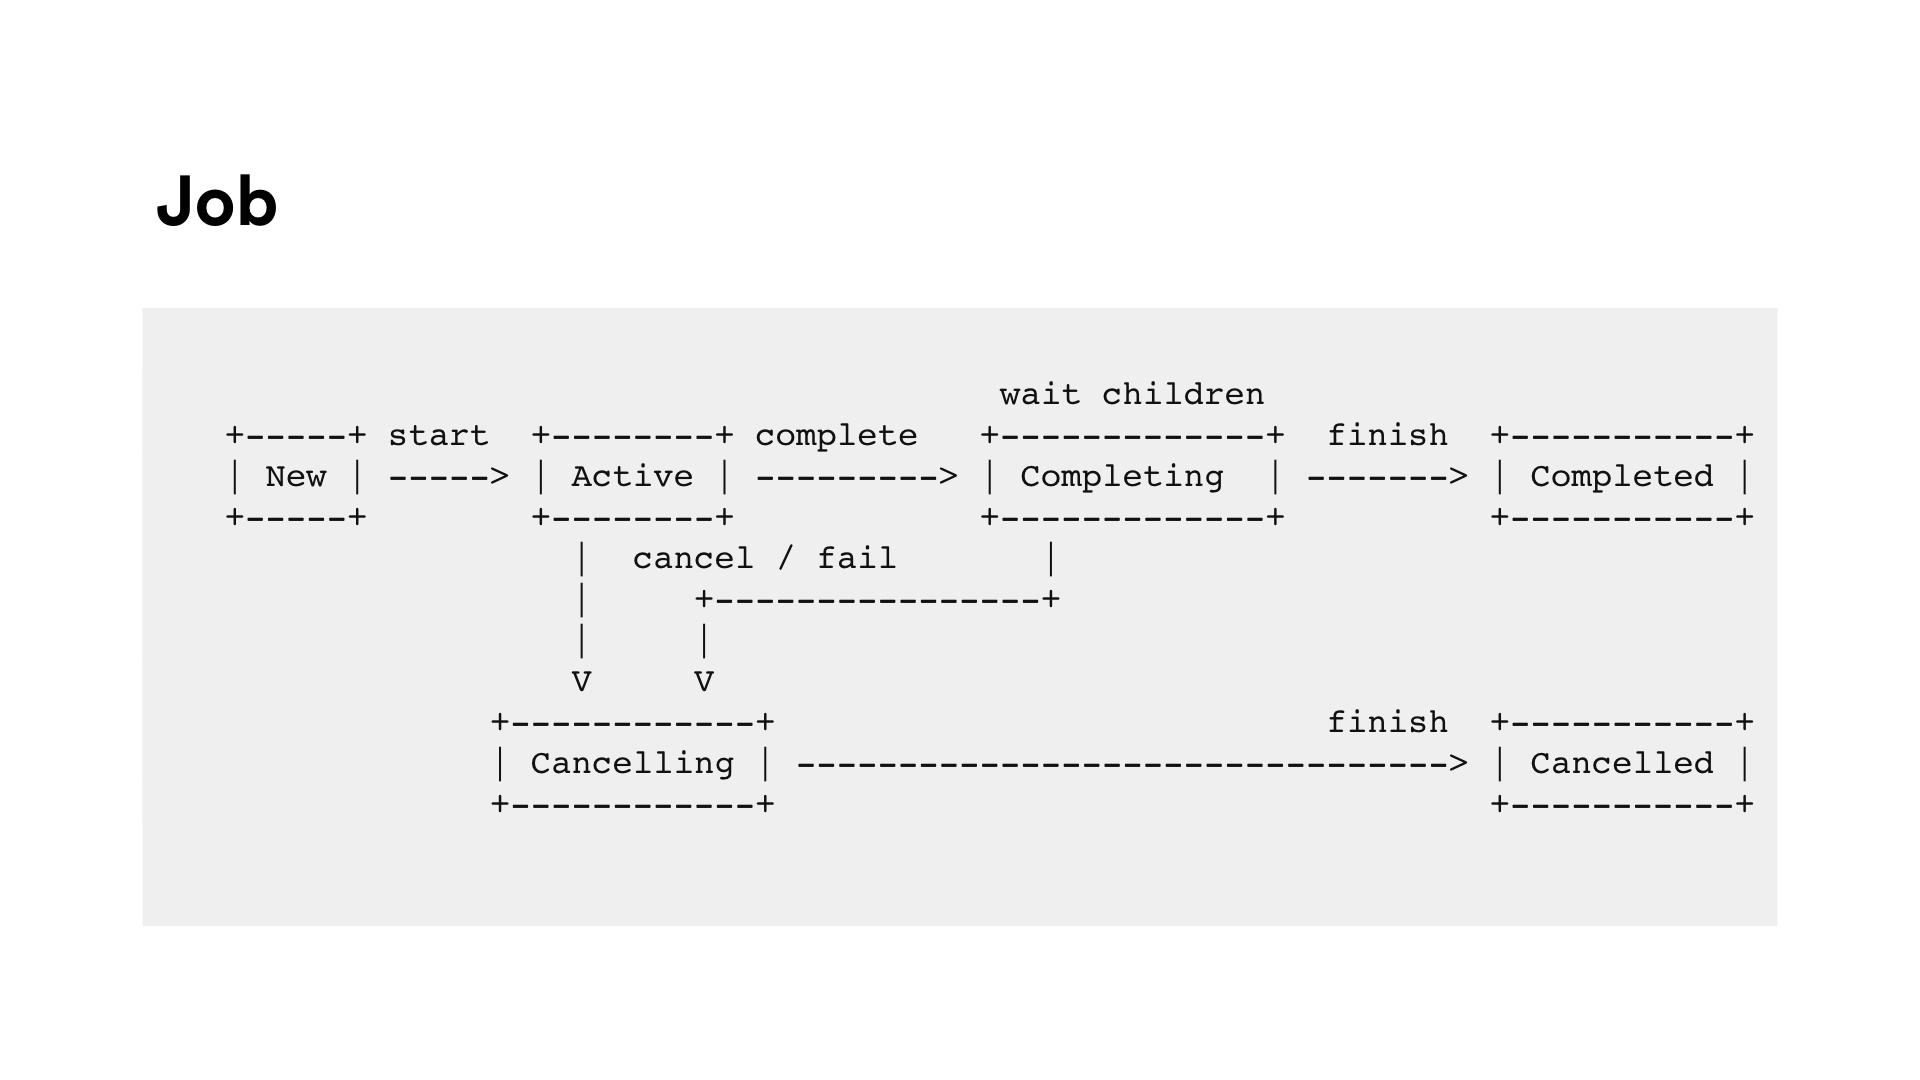 Job
                                      wait children
+-----+ start  +--------+ complete   +-------------+  finish  +-----------+
| New | -----> | Active | ---------> | Completing  | -------> | Completed |
+-----+        +--------+            +-------------+          +-----------+
                 |  cancel / fail       |
                 |     +----------------+
                 |     |
                 V     V
             +------------+                           finish  +-----------+
             | Cancelling | --------------------------------> | Cancelled |
             +------------+                                   +-----------+